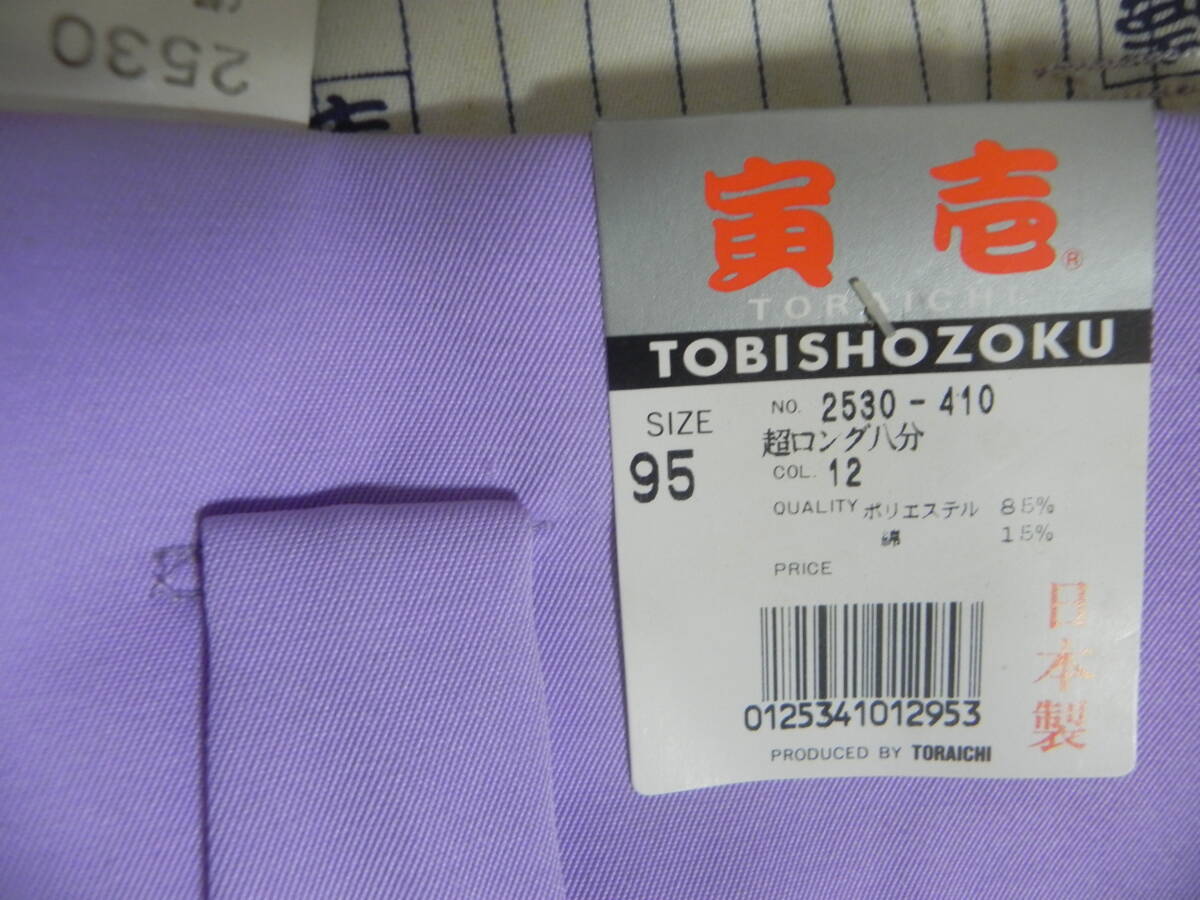 2530
寅壱®
TORAICHI
TOBISHOZOKU
SIZE
95
NO. 2530-410
超ロング八分
COL. 12
QUALITY ポリエステル 85%
綿 15%
PRICE
0125341012953
日本製
PRODUCED BY TORAICHI